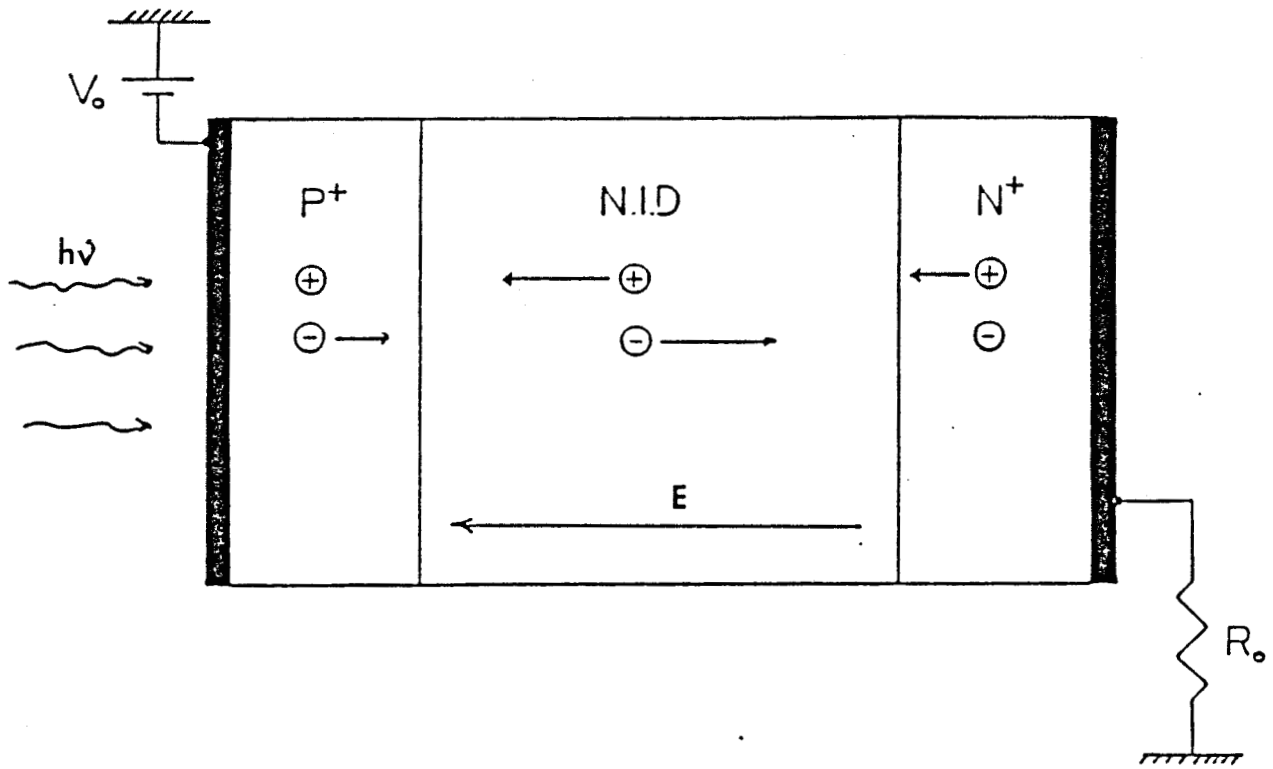 V₀
P⁺
N.I.D
N⁺
hν
+
+
+
-
-
-
E
R₀